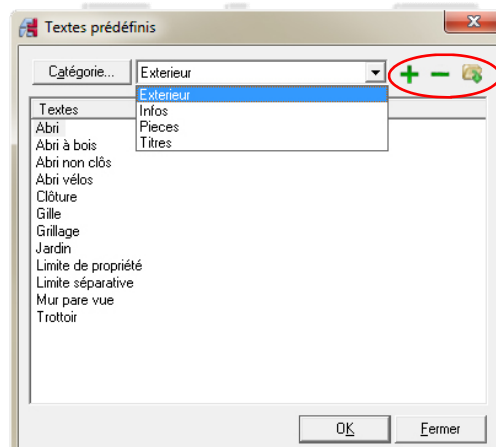 Textes prédéfinis
Catégorie... Exterieur
Exterieur
Infos
Pieces
Titres
Textes
Abri
Abri à bois
Abri non clôs
Abri vélos
Clôture
Gille
Grillage
Jardin
Limite de propriété
Limite séparative
Mur pare vue
Trottoir
OK Fermer